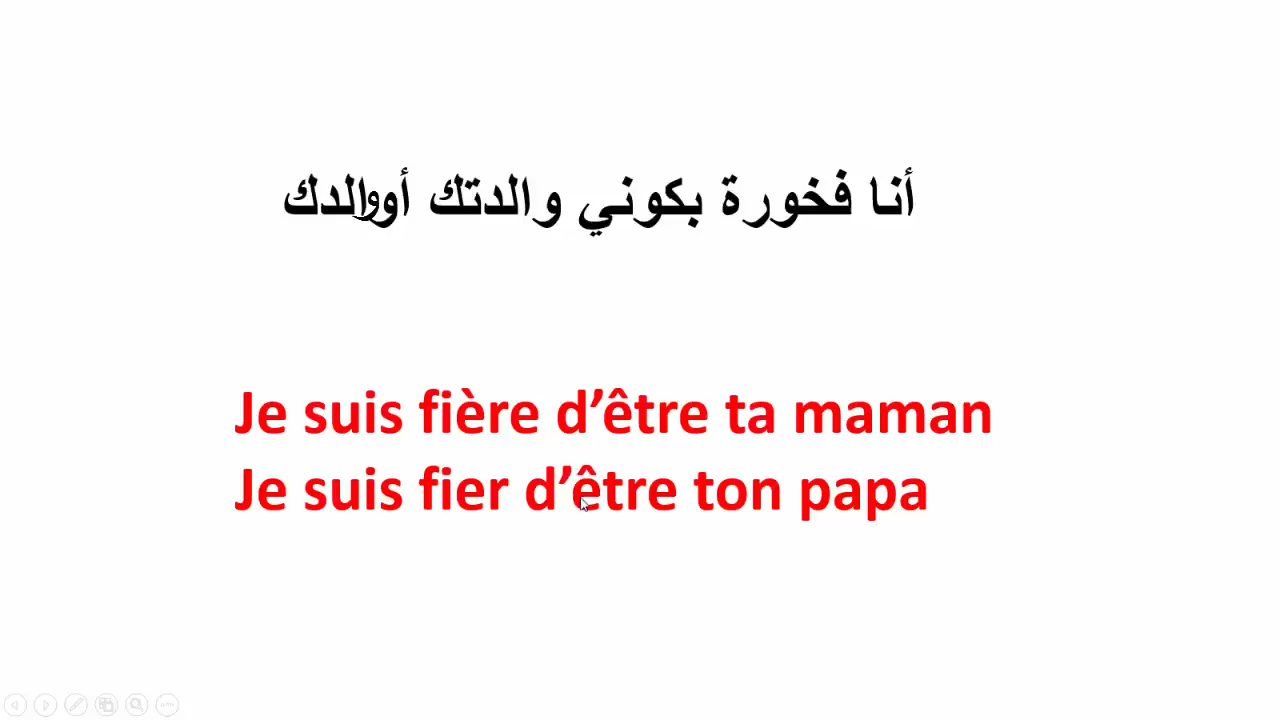 أنا فخورة بكوني والدتك أووالدك
Je suis fière d’être ta maman
Je suis fier d’être ton papa